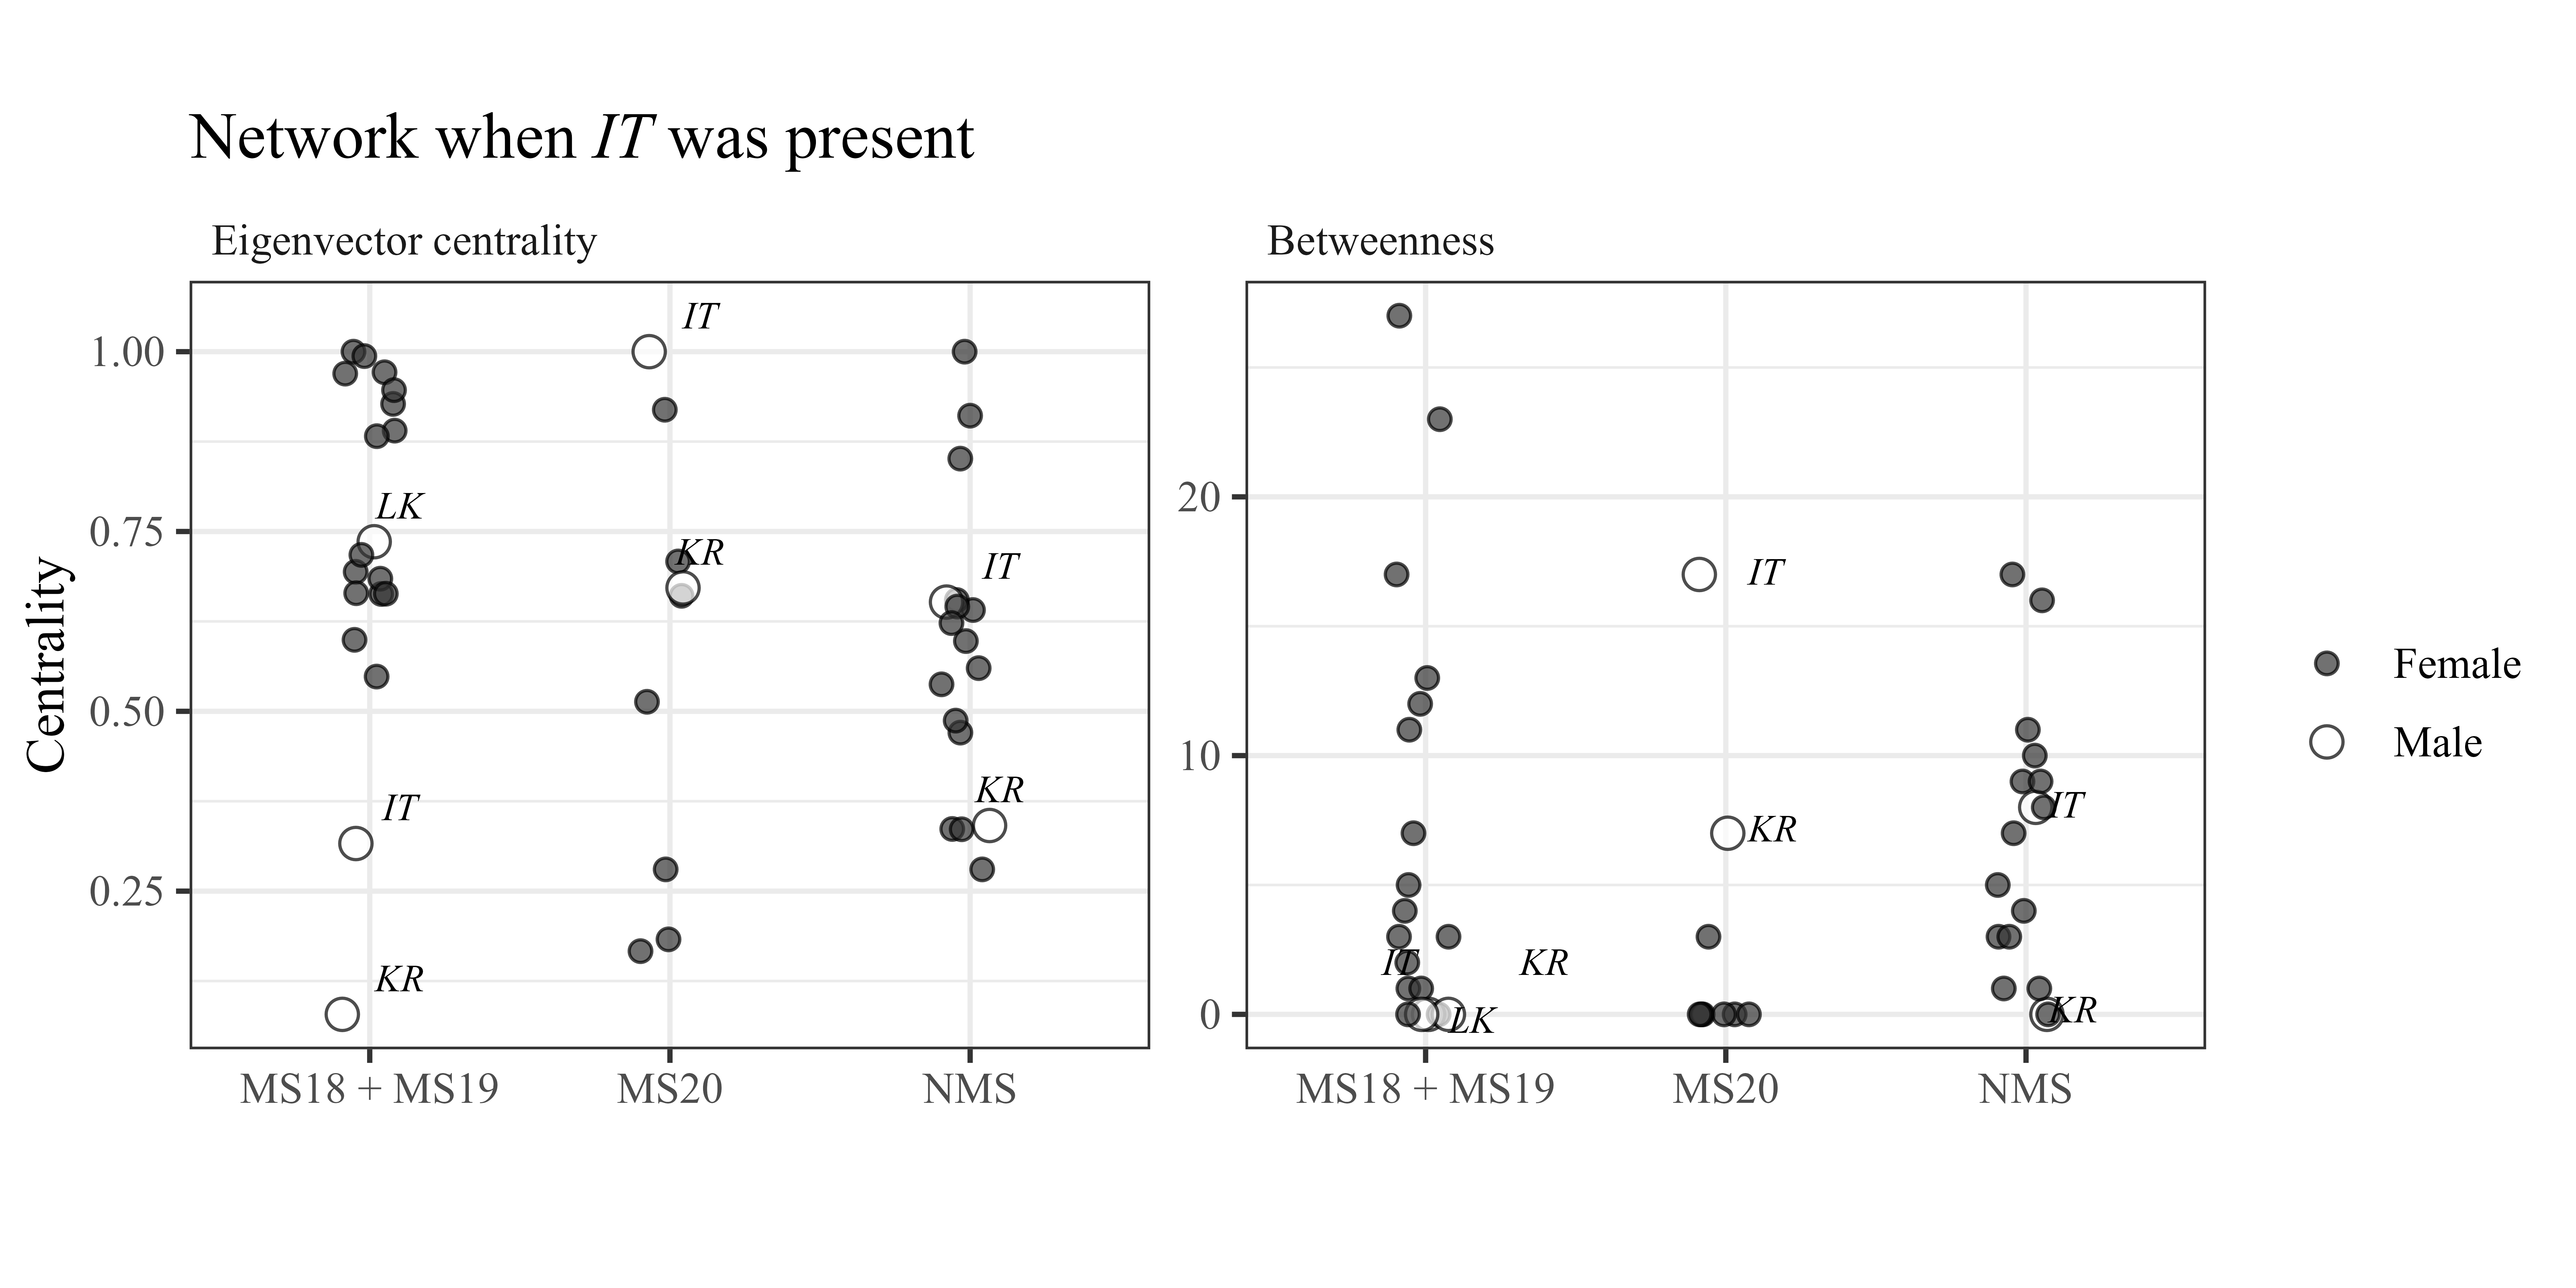 Network when IT was present
Eigenvector centrality
Betweenness
Centrality
1.00
0.75
0.50
0.25
IT
LK
KR
IT
IT
KR
KR
MS18 + MS19
MS20
NMS
20
10
0
IT
KR
IT
IT
KR
LK
KR
MS18 + MS19
MS20
NMS
Female
Male